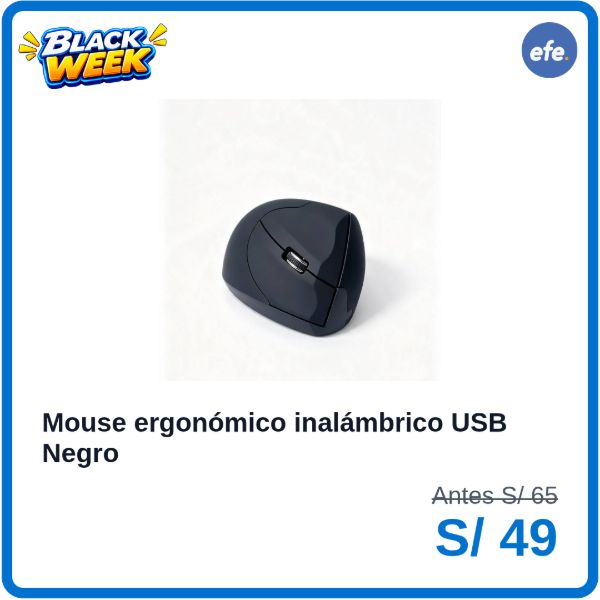 BLACK
WEEK
efe.
Mouse ergonómico inalámbrico USB
Negro
Antes S/ 65
S/ 49